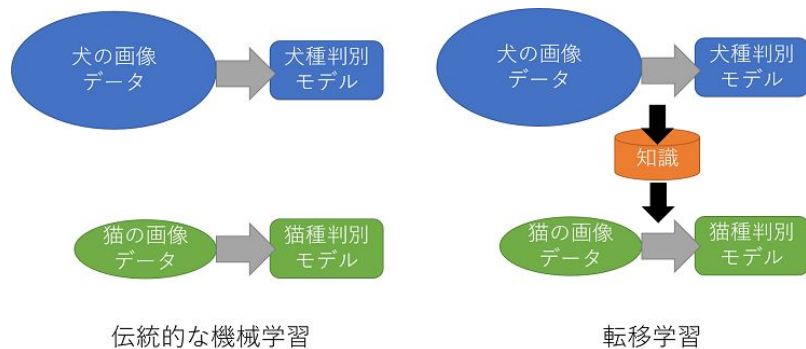 犬の画像
データ
犬種判別
モデル
猫の画像
データ
猫種判別
モデル
伝統的な機械学習
犬の画像
データ
犬種判別
モデル
知識
猫の画像
データ
猫種判別
モデル
転移学習